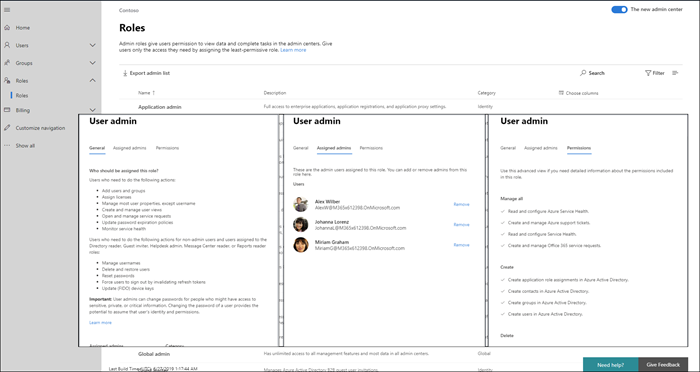 Contoso
The new admin center
Home
Users
Groups
Roles
Roles
Billing
Customize navigation
Show all
Roles
Admin roles give users permission to view data and complete tasks in the admin centers. Give
users only the access they need by assigning the least-permissive role. Learn more
Export admin list
Search
Filter
Name ↑
Description
Category
Choose columns
Application admin
Full access to enterprise applications, application registrations, and application proxy settings.
Identity
User admin
General
Assigned admins
Permissions
Who should be assigned this role?
Users who need to do the following actions:
• Add users and groups
• Assign licenses
• Manage most user properties, except username
• Create and manage user views
• Open and manage service requests
• Update password expiration policies
• Monitor service health
Users who need to do the following actions for non-admin users and users assigned to the
Directory reader, Guest inviter, Helpdesk admin, Message Center reader, or Reports reader
roles:
• Manage usernames
• Delete and restore users
• Reset passwords
• Force users to sign out by invalidating refresh tokens
• Update (FIDO) device keys
Important: User admins can change passwords for people who might have access to
sensitive, private, or critical information. Changing the password of a user provides the
potential to assume that user's identity and permissions.
Learn more
Assigned admins
Category
User admin
General
Assigned admins
Permissions
These are the admin users assigned to this role. You can add or remove admins from this
role here.
Users
Alex Wilber
AlexW@M365x612398.OnMicrosoft.com
Remove
Johanna Lorenz
JohannaL@M365x612398.OnMicrosoft.com
Remove
Miriam Graham
MiriamG@M365x612398.OnMicrosoft.com
Remove
User admin
General
Assigned admins
Permissions
Use this advanced view if you need detailed information about the permissions included
in this role.
Manage all
Read and configure Azure Service Health.
Create and manage Azure support tickets.
Read and configure Service Health.
Create and manage Office 365 service requests.
Create
Create application role assignments in Azure Active Directory.
Create contacts in Azure Active Directory.
Create groups in Azure Active Directory.
Create users in Azure Active Directory.
Delete
Global admin
Has unlimited access to all management features and most data in all admin centers.
Global
Manages Azure Active Directory B2B guest user invitations.
Need help?
Give Feedback